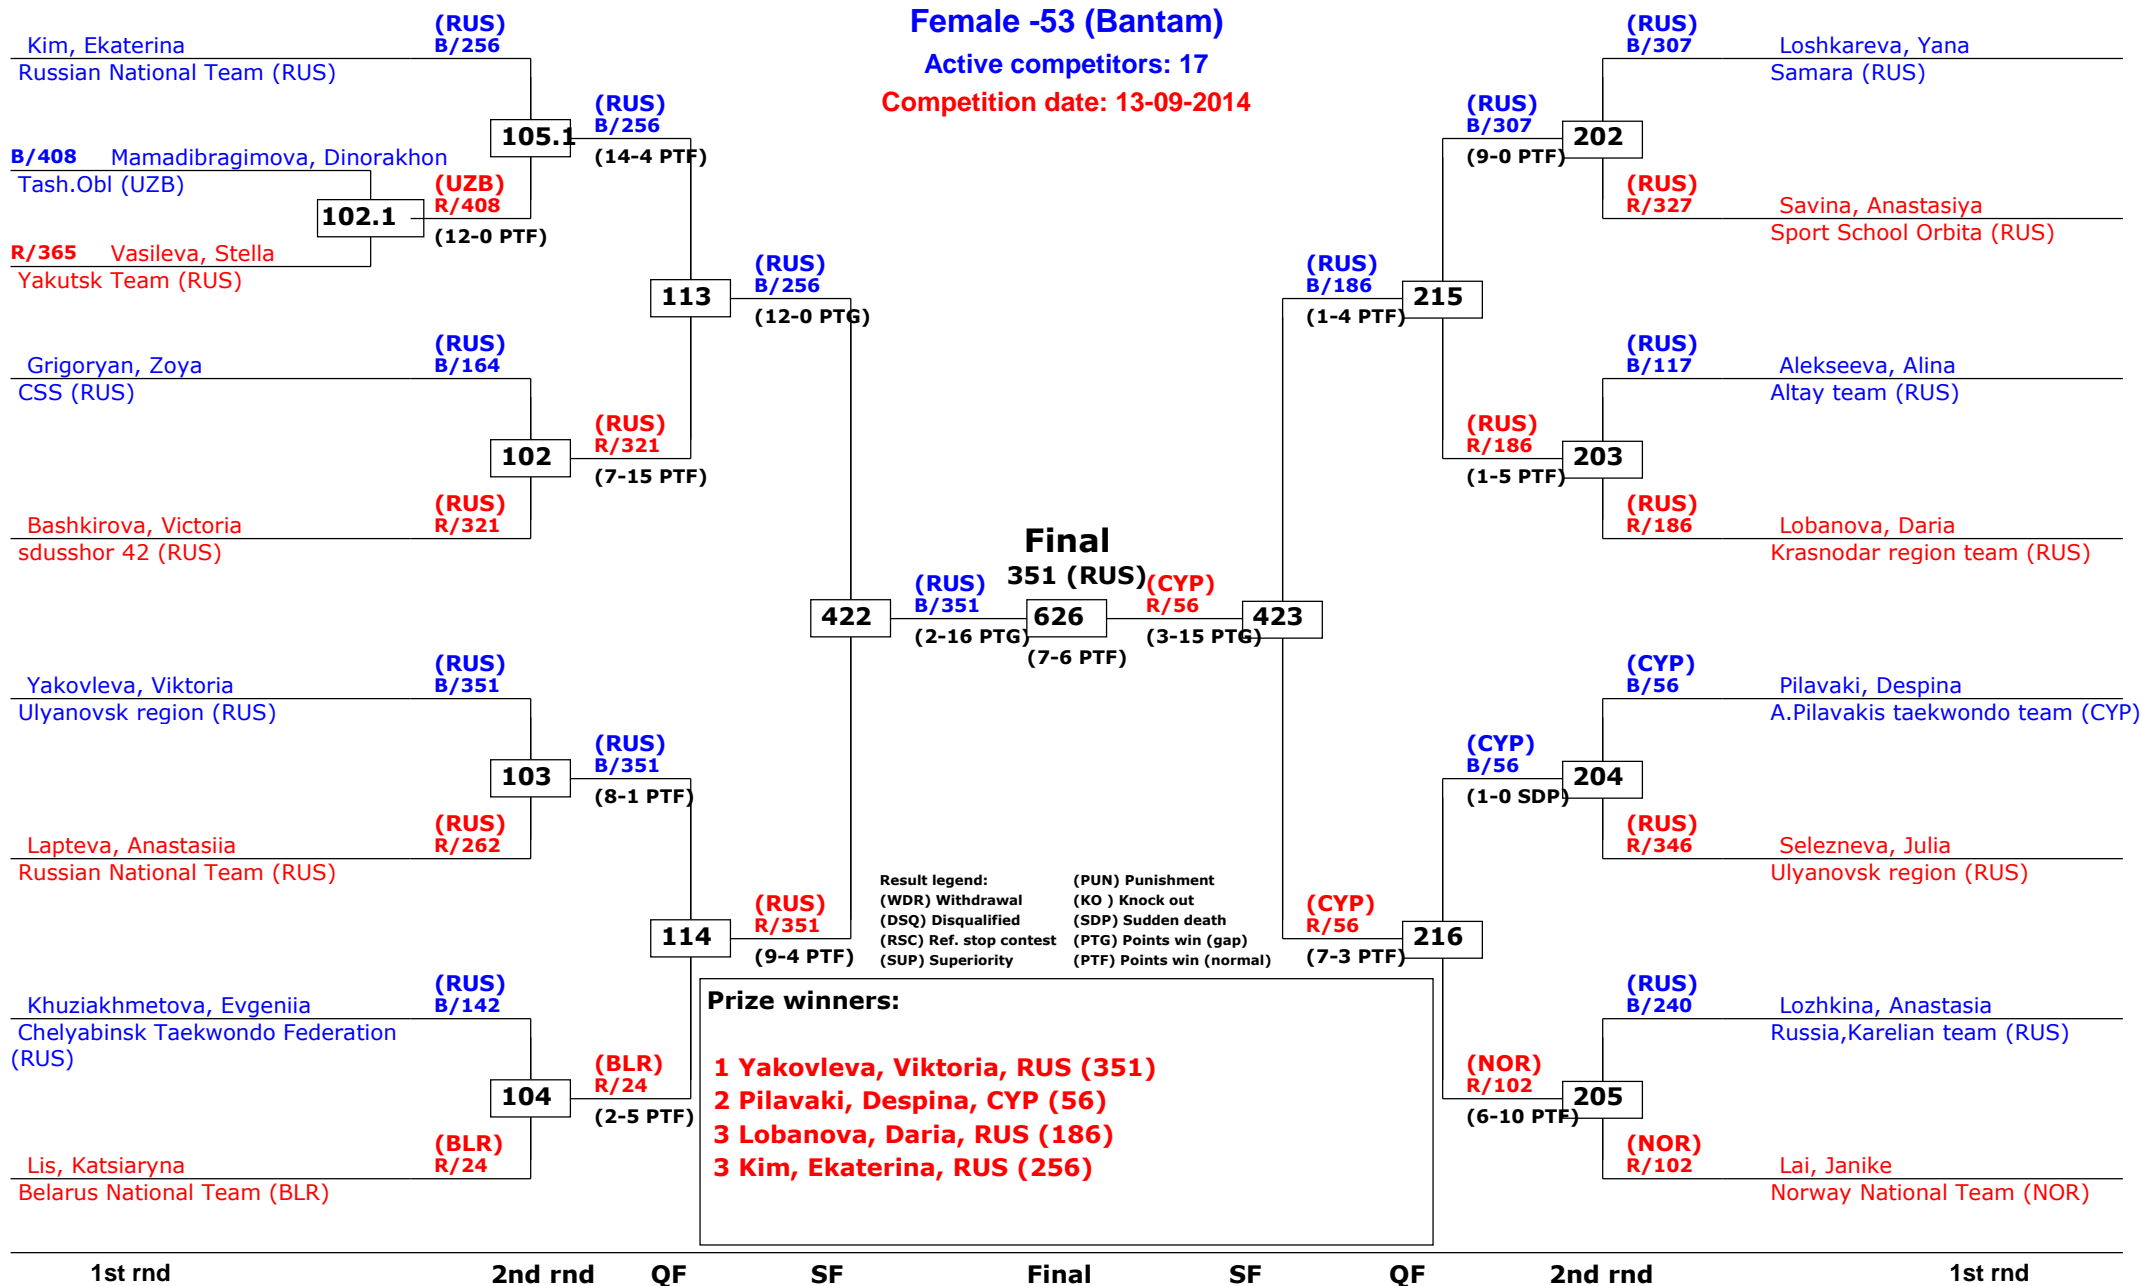 Female -53 (Bantam)
Active competitors: 17
Competition date: 13-09-2014
Kim, Ekaterina
Russian National Team (RUS)
(RUS)
B/256
B/408 Mamadibragimova, Dinorakhon
Tash.Obl (UZB)
102.1
R/365 Vasileva, Stella
Yakutsk Team (RUS)
(UZB)
R/408
(12-0 PTF)
105.1
(RUS)
B/256
(14-4 PTF)
Grigoryan, Zoya
CSS (RUS)
(RUS)
B/164
102
Bashkirova, Victoria
sdusshor 42 (RUS)
(RUS)
R/321
(RUS)
R/321
(7-15 PTF)
113
(RUS)
B/256
(12-0 PTG)
Yakovleva, Viktoria
Ulyanovsk region (RUS)
(RUS)
B/351
103
Lapteva, Anastasiia
Russian National Team (RUS)
(RUS)
R/262
(RUS)
B/351
(8-1 PTF)
Khuziakhmetova, Evgeniia
Chelyabinsk Taekwondo Federation
(RUS)
(RUS)
B/142
104
Lis, Katsiaryna
Belarus National Team (BLR)
(BLR)
R/24
(BLR)
R/24
(2-5 PTF)
114
(RUS)
R/351
(9-4 PTF)
422
(RUS)
B/351
(2-16 PTG)
Final
351 (RUS)
626
(7-6 PTF)
(CYP)
R/56
(3-15 PTG)
423
(RUS)
B/307
Loshkareva, Yana
Samara (RUS)
202
(RUS)
R/327
Savina, Anastasiya
Sport School Orbita (RUS)
(RUS)
B/307
(9-0 PTF)
(RUS)
B/117
Alekseeva, Alina
Altay team (RUS)
203
(RUS)
R/186
Lobanova, Daria
Krasnodar region team (RUS)
(RUS)
R/186
(1-5 PTF)
215
(RUS)
B/186
(1-4 PTF)
(CYP)
B/56
Pilavaki, Despina
A.Pilavakis taekwondo team (CYP)
204
(RUS)
R/346
Selezneva, Julia
Ulyanovsk region (RUS)
(CYP)
B/56
(1-0 SDP)
(RUS)
B/240
Lozhkina, Anastasia
Russia,Karelian team (RUS)
205
(NOR)
R/102
Lai, Janike
Norway National Team (NOR)
(NOR)
R/102
(6-10 PTF)
216
(CYP)
R/56
(7-3 PTF)
Result legend: (PUN) Punishment
(WDR) Withdrawal (KO ) Knock out
(DSQ) Disqualified (SDP) Sudden death
(RSC) Ref. stop contest (PTG) Points win (gap)
(SUP) Superiority (PTF) Points win (normal)
Prize winners:
1 Yakovleva, Viktoria, RUS (351)
2 Pilavaki, Despina, CYP (56)
3 Lobanova, Daria, RUS (186)
3 Kim, Ekaterina, RUS (256)
1st rnd 2nd rnd QF SF Final SF QF 2nd rnd 1st rnd